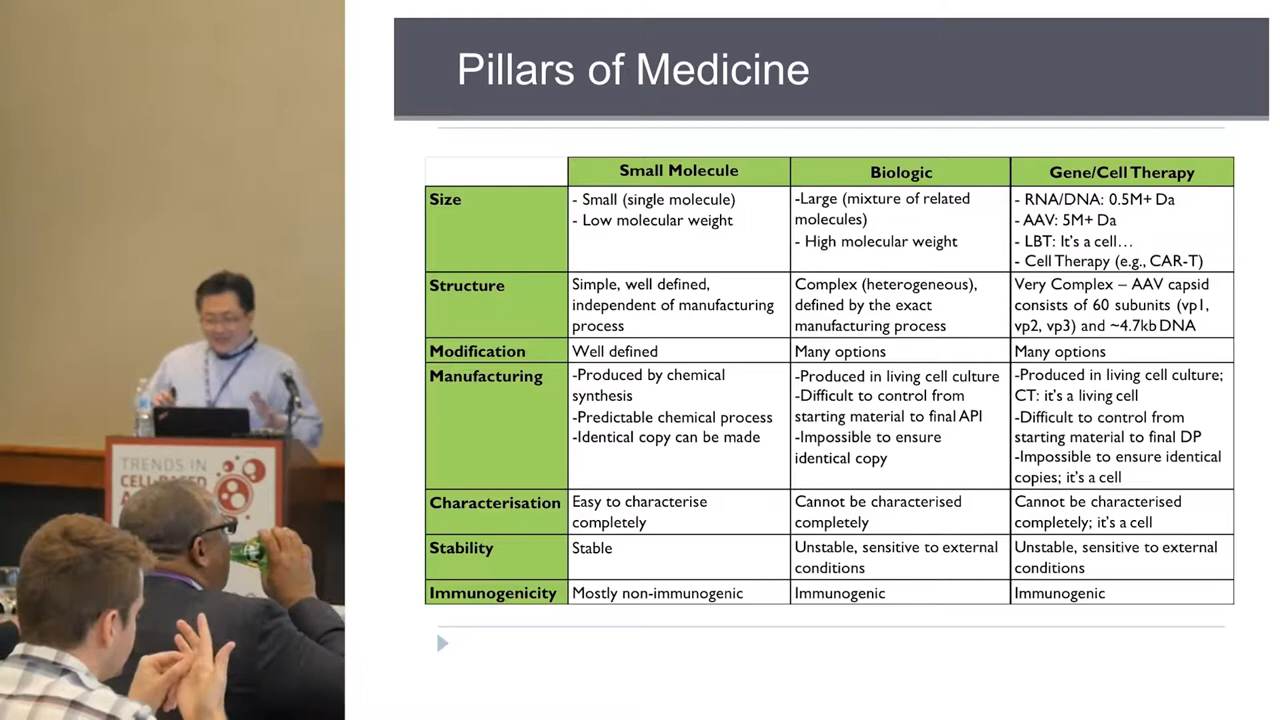 Pillars of Medicine
Small Molecule
Biologic
Gene/Cell Therapy
Size
- Small (single molecule)
- Low molecular weight
-Large (mixture of related
molecules)
- High molecular weight
- RNA/DNA: 0.5M+ Da
- AAV: 5M+ Da
- LBT: It's a cell…
- Cell Therapy (e.g., CAR-T)
Structure
Simple, well defined,
independent of manufacturing
process
Complex (heterogeneous),
defined by the exact
manufacturing process
Very Complex – AAV capsid
consists of 60 subunits (vp1,
vp2, vp3) and ~4.7kb DNA
Modification
Well defined
Many options
Many options
Manufacturing
-Produced by chemical
synthesis
-Predictable chemical process
-Identical copy can be made
-Produced in living cell culture
-Difficult to control from
starting material to final API
-Impossible to ensure
identical copy
-Produced in living cell culture;
CT: it's a living cell
-Difficult to control from
starting material to final DP
-Impossible to ensure identical
copies; it's a cell
Characterisation
Easy to characterise
completely
Cannot be characterised
completely
Cannot be characterised
completely; it's a cell
Stability
Stable
Unstable, sensitive to external
conditions
Unstable, sensitive to external
conditions
Immunogenicity
Mostly non-immunogenic
Immunogenic
Immunogenic
TRENDS IN
CELL-BASED